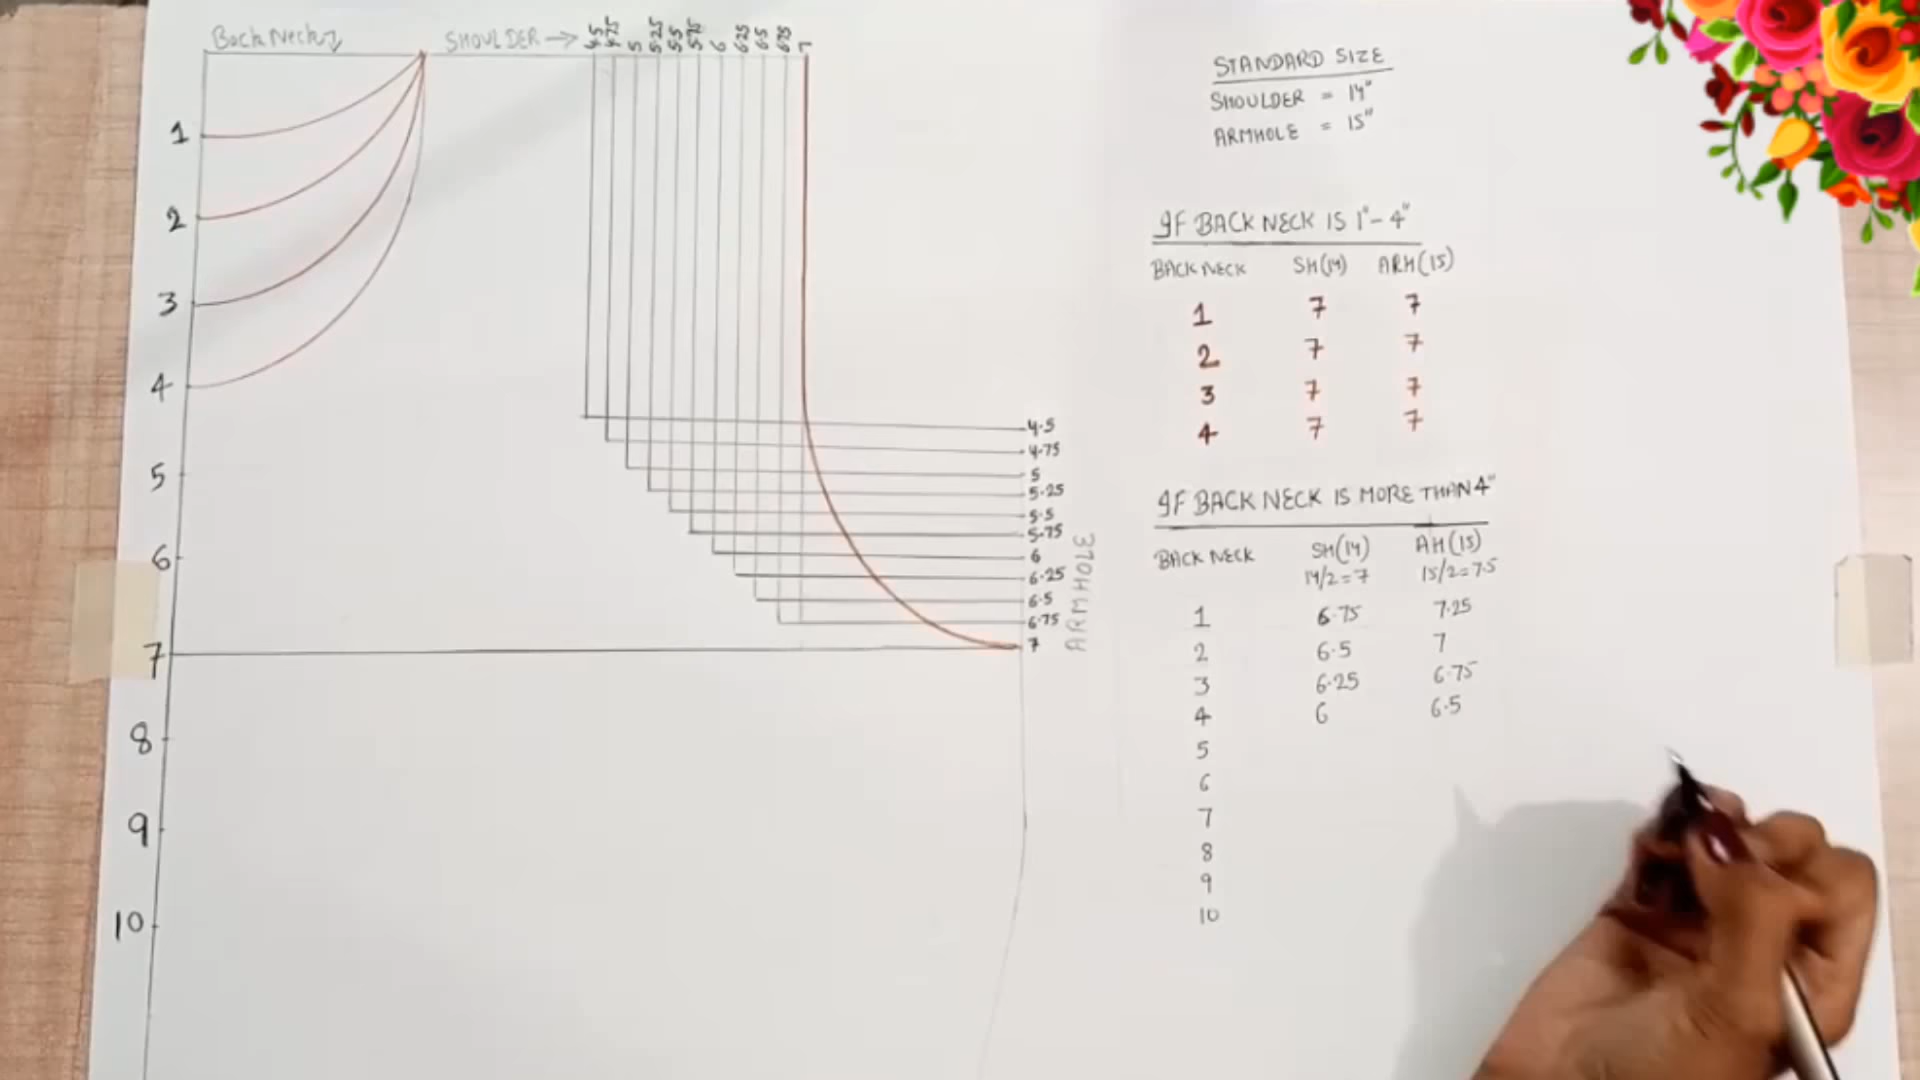 Back Neck
SHOULDER →
4.5 4.75 5 5.25 5.5 5.75 6 6.25 6.5 6.75 7
1
2
3
4
5
6
7
8
9
10
4.5
4.75
5
5.25
5.5
5.75
6
6.25
6.5
6.75
7
ARMHOLE
STANDARD SIZE
SHOULDER = 14"
ARMHOLE = 15"
IF BACK NECK IS 1"-4"
BACK NECK SH(14) ARH(15)
1 7 7
2 7 7
3 7 7
4 7 7
IF BACK NECK IS MORE THAN 4"
BACK NECK SH(14) AH(15)
14/2=7 15/2=7.5
1 6.75 7.25
2 6.5 7
3 6.25 6.75
4 6 6.5
5
6
7
8
9
10